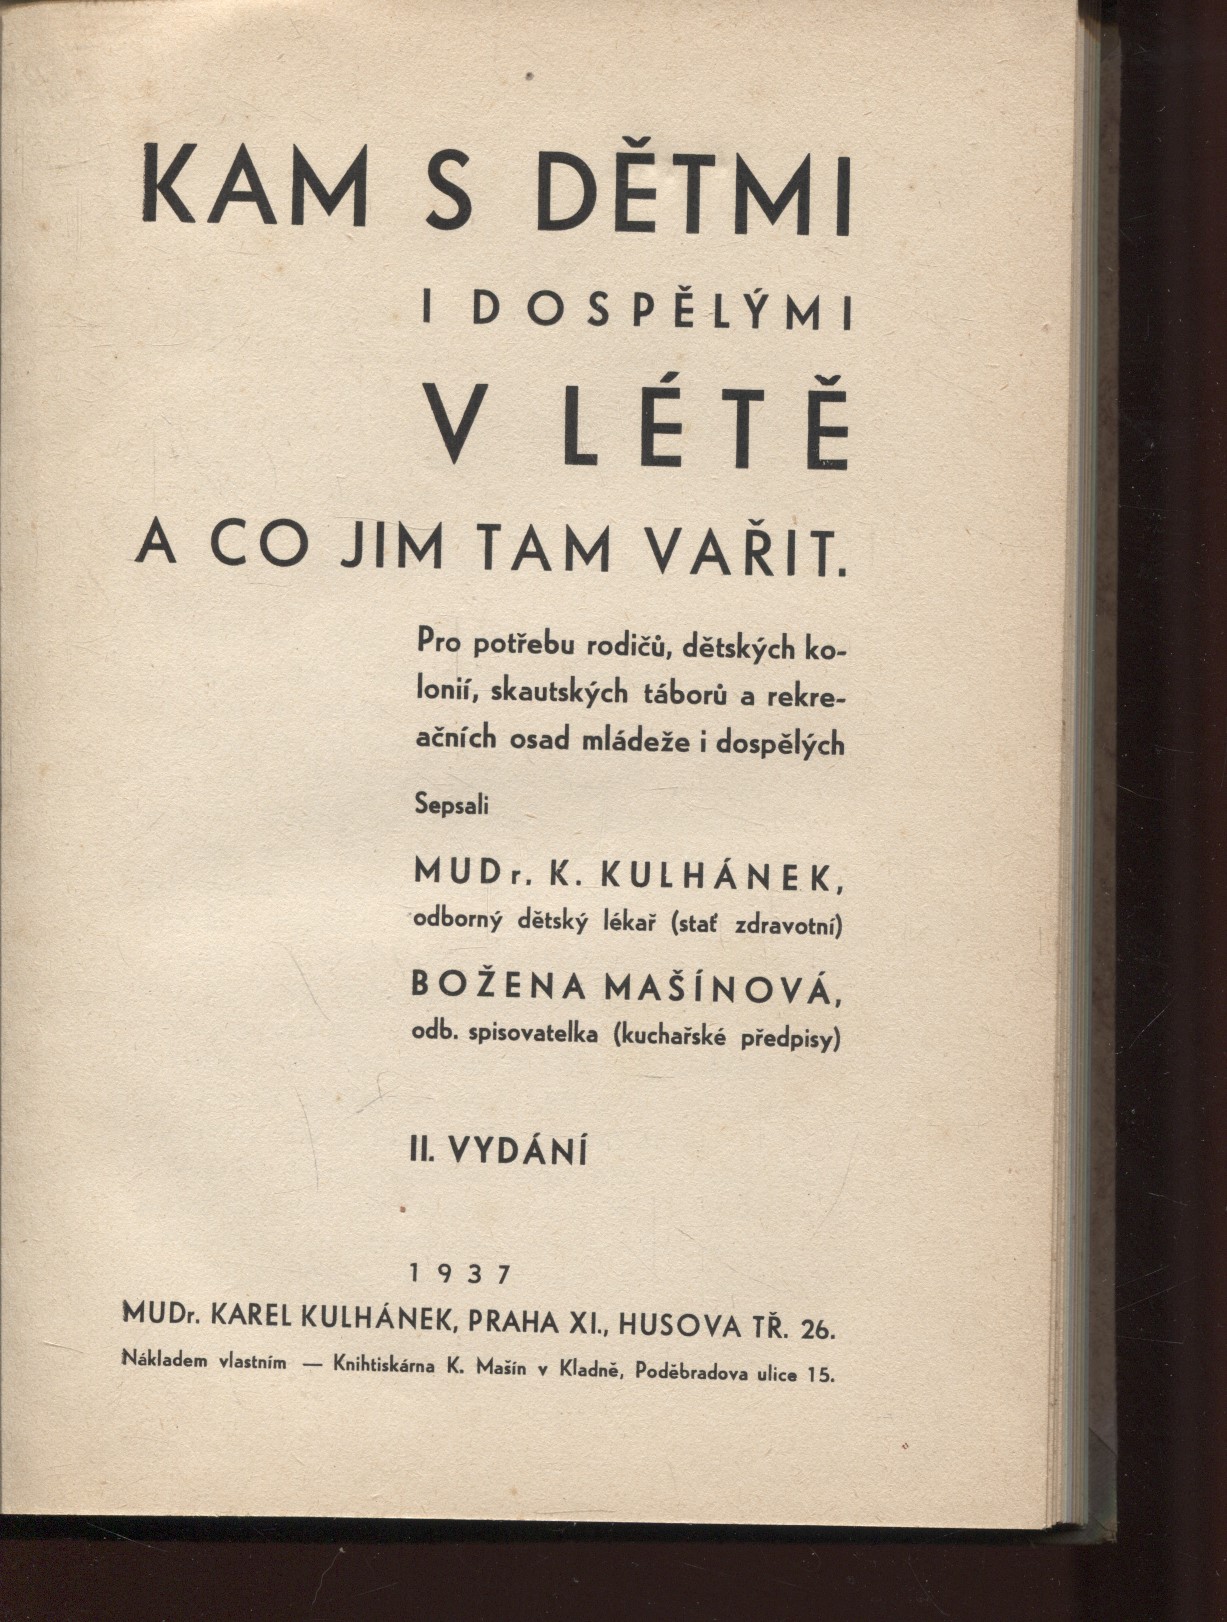 KAM S DĚTMI
I DOSPĚLÝMI
V LÉTĚ
A CO JIM TAM VAŘIT.
Pro potřebu rodičů, dětských ko-
lonií, skautských táborů a rekre-
ačních osad mládeže i dospělých
Sepsali
MUDr. K. KULHÁNEK,
odborný dětský lékař (stať zdravotní)
BOŽENA MAŠÍNOVÁ,
odb. spisovatelka (kuchařské předpisy)
II. VYDÁNÍ
1937
MUDr. KAREL KULHÁNEK, PRAHA XI., HUSOVA TŘ. 26.
Nákladem vlastním — Knihtiskárna K. Mašín v Kladně, Poděbradova ulice 15.